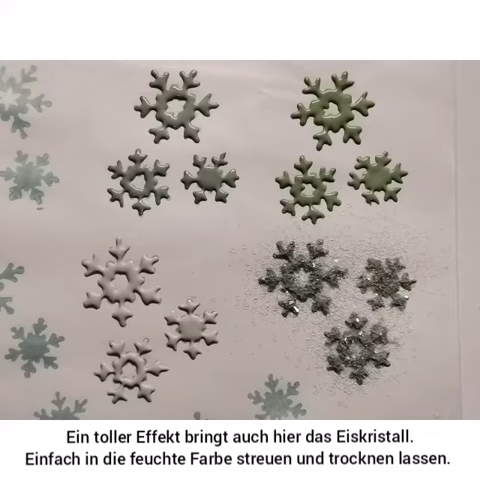 Ein toller Effekt bringt auch hier das Eiskristall.
Einfach in die feuchte Farbe streuen und trocknen lassen.